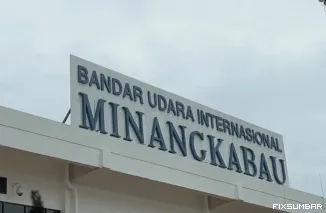 BANDAR UDARA INTERNASIONAL
MINANGKABAU
FIXSUMBAR